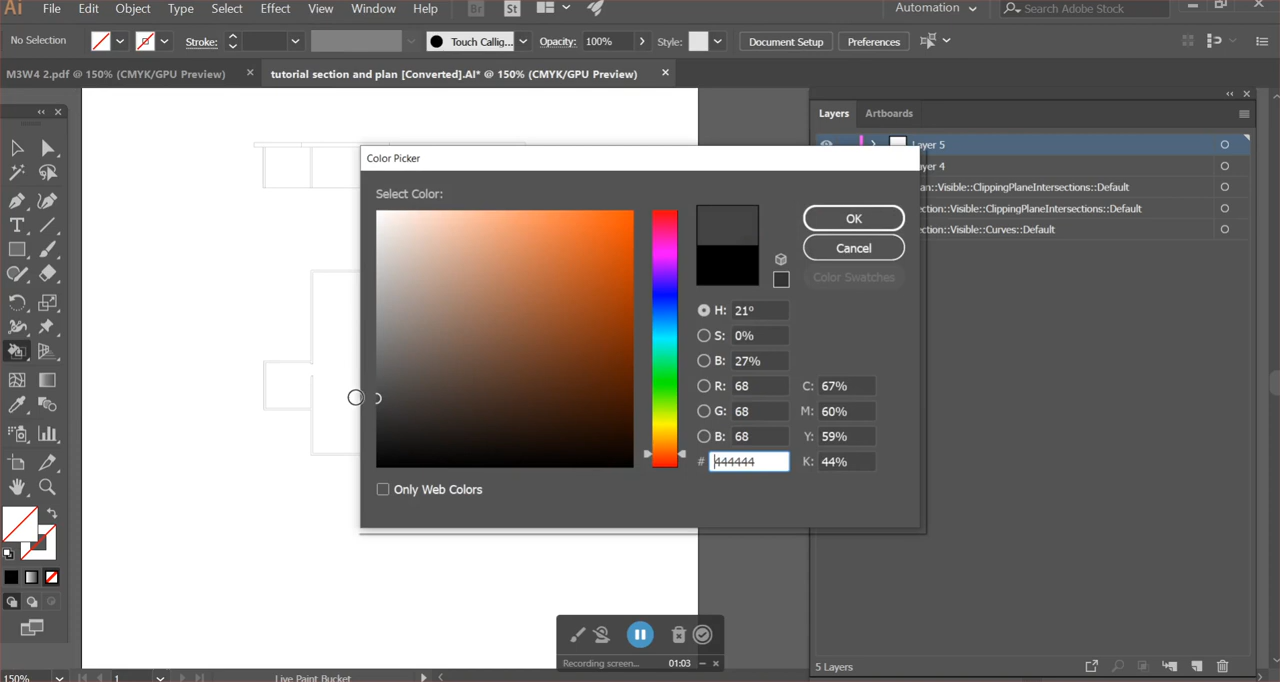 Ai File Edit Object Type Select Effect View Window Help Br St Automation Search Adobe Stock
No Selection Stroke: Touch Callig... Opacity: 100% Style: Document Setup Preferences
M3W4 2.pdf @ 150% (CMYK/GPU Preview) × tutorial section and plan [Converted].AI* @ 150% (CMYK/GPU Preview) ×
Layers Artboards
Color Picker
Layer 5
yer 4
an::Visible::ClippingPlaneIntersections::Default
ction::Visible::ClippingPlaneIntersections::Default
ction::Visible::Curves::Default
Select Color:
OK
Cancel
Color Swatches
H: 21°
S: 0%
B: 27%
R: 68 C: 67%
G: 68 M: 60%
B: 68 Y: 59%
# 444444 K: 44%
Only Web Colors
Recording screen... 01:03
5 Layers
150% 1 Live Paint Bucket